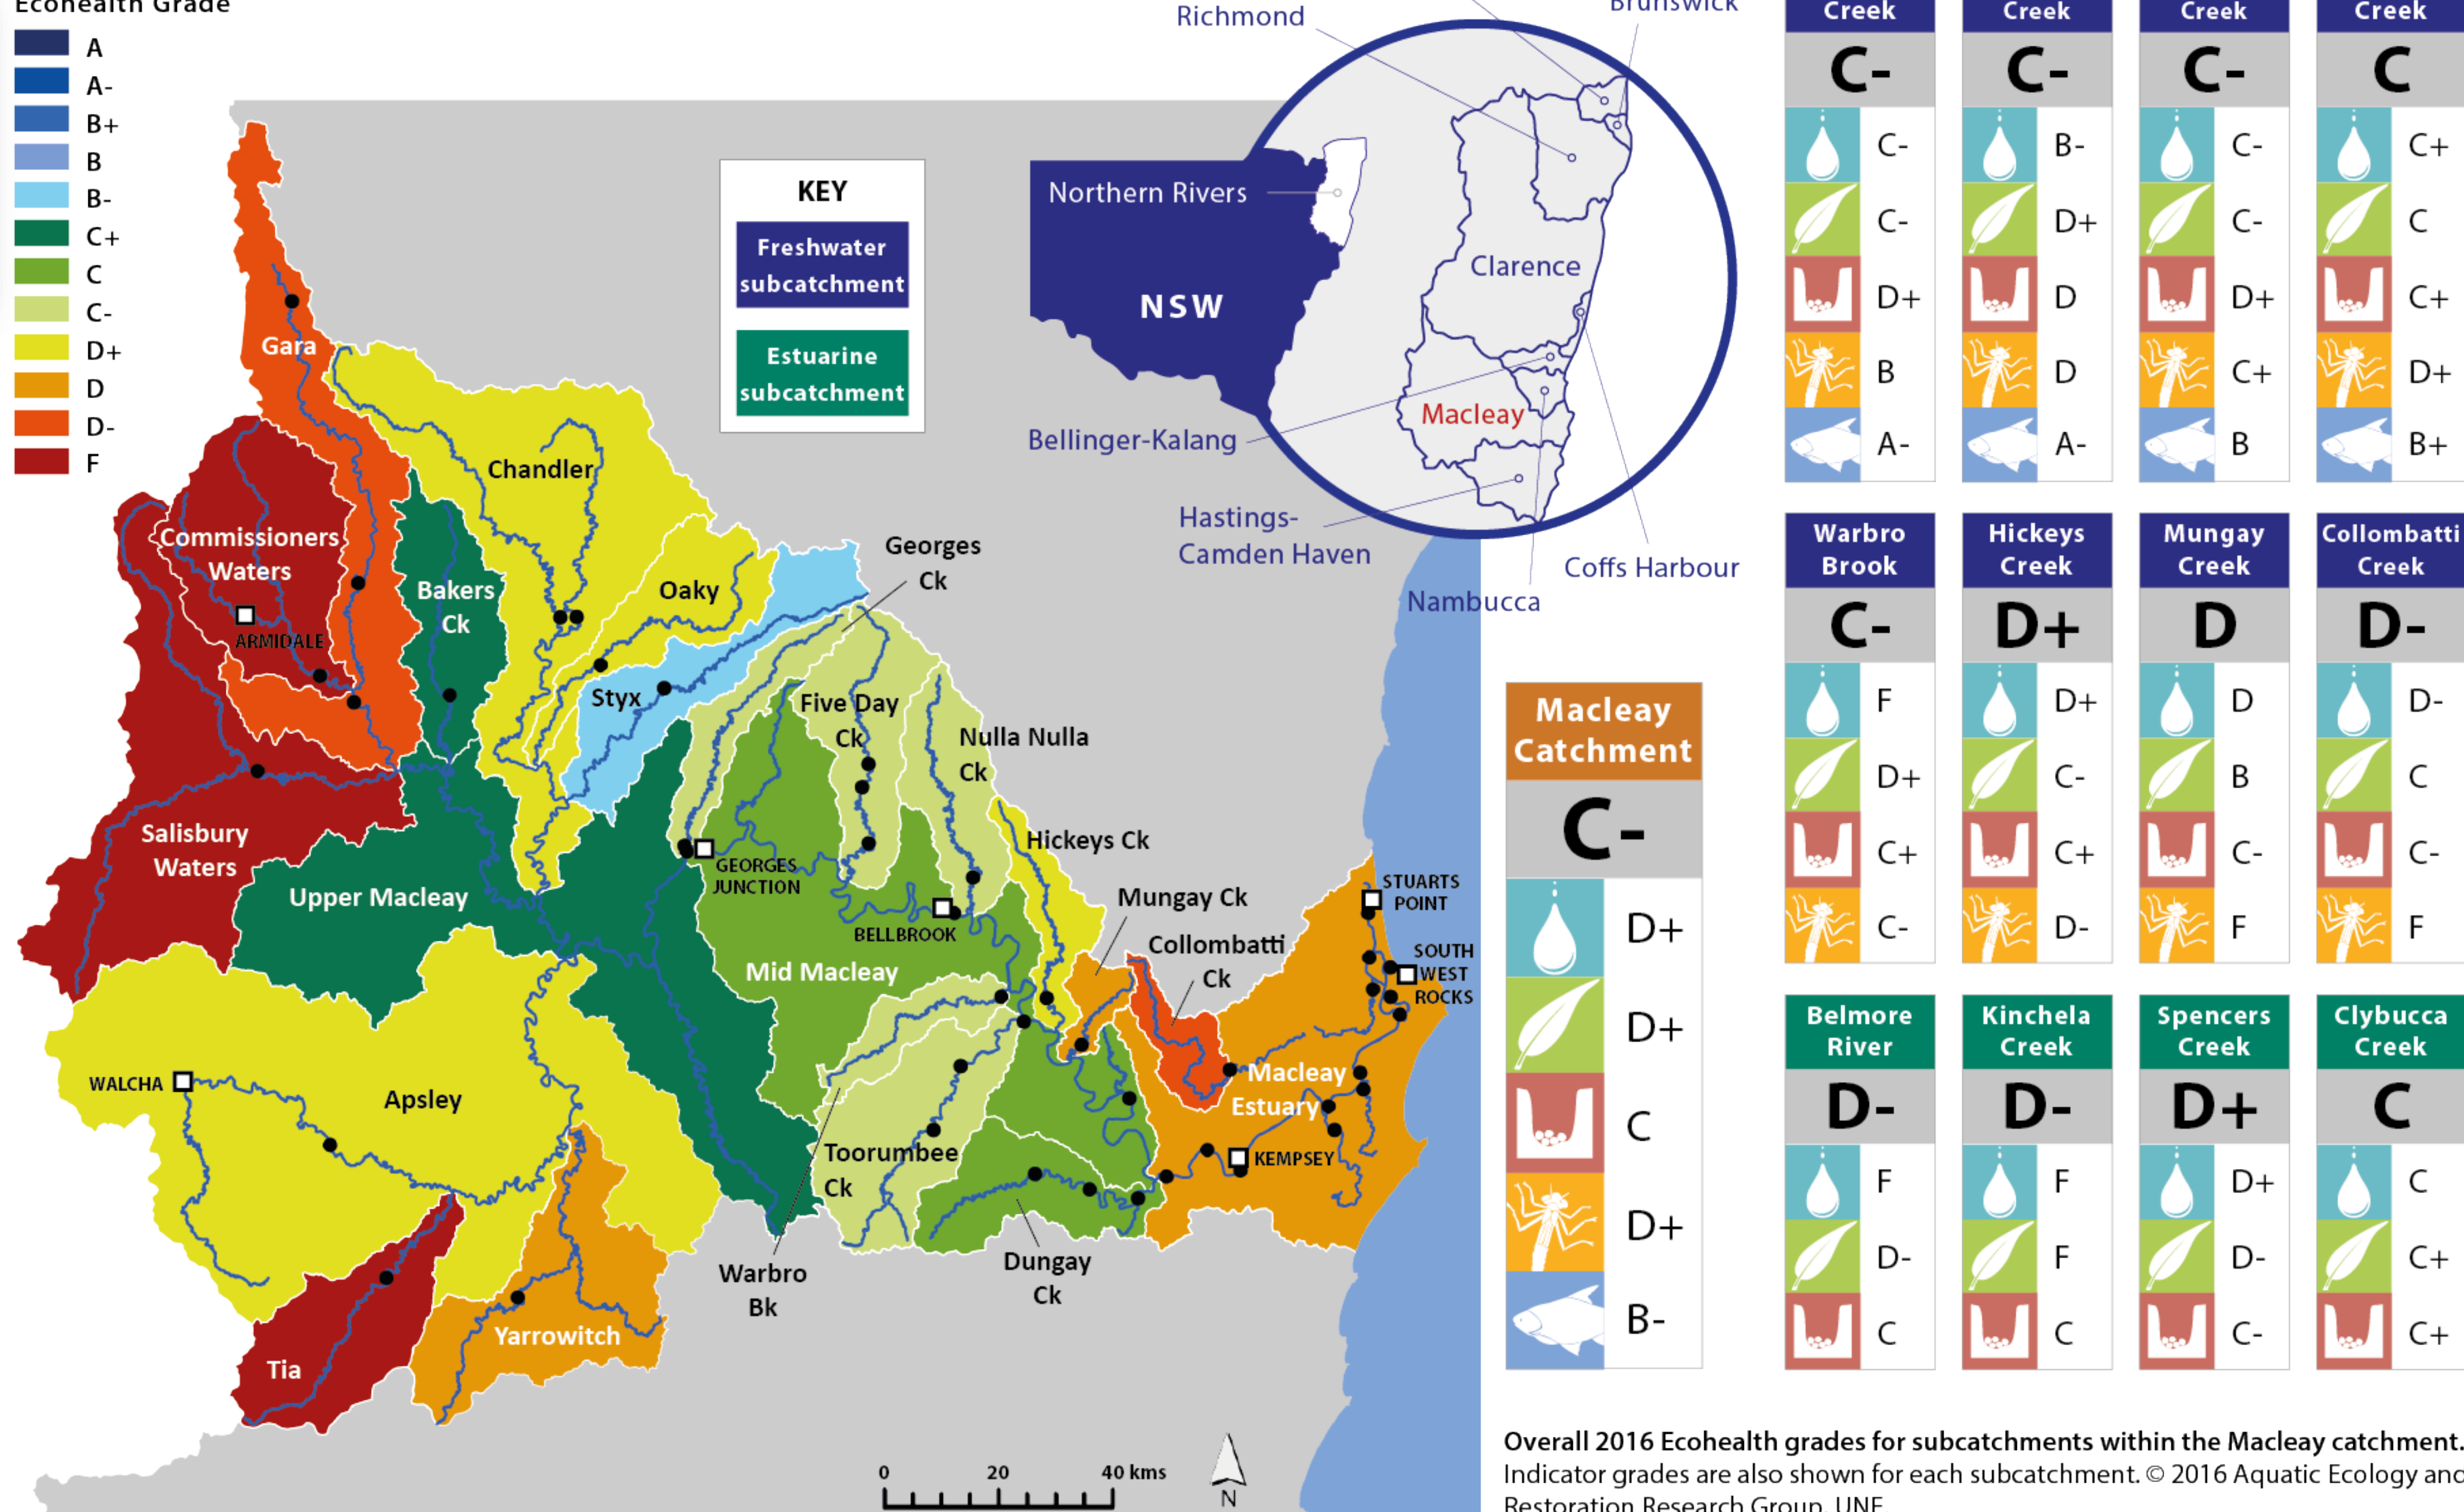 Ecohealth Grade
A
A-
B+
B
B-
C+
C
C-
D+
D
D-
F
KEY
Freshwater
subcatchment
Estuarine
subcatchment
Richmond
Brunswick
Northern Rivers
NSW
Clarence
Macleay
Bellinger-Kalang
Hastings-
Camden Haven
Coffs Harbour
Nambucca
Gara
Chandler
Commissioners
Waters
ARMIDALE
Bakers
Ck
Oaky
Georges
Ck
Styx
Five Day
Ck
Nulla Nulla
Ck
Salisbury
Waters
Upper Macleay
GEORGES
JUNCTION
Hickeys Ck
BELLBROOK
Mungay Ck
Mid Macleay
Collombatti
Ck
STUARTS
POINT
SOUTH
WEST
ROCKS
WALCHA
Apsley
Macleay
Estuary
Toorumbee
Ck
KEMPSEY
Warbro
Bk
Dungay
Ck
Yarrowitch
Tia
0 20 40 kms
N
Macleay
Catchment
C-
D+
D+
C
D+
B-
Creek
C-
C-
C-
D+
B
A-
Creek
C-
B-
D+
D
D
A-
Creek
C-
C-
C-
D+
C+
B
Creek
C
C+
C
C+
D+
B+
Warbro
Brook
C-
F
D+
C+
C-
Hickeys
Creek
D+
D+
C-
C+
D-
Mungay
Creek
D
D
B
C-
F
Collombatti
Creek
D-
D-
C
C-
F
Belmore
River
D-
F
D-
C
Kinchela
Creek
D-
F
F
C
Spencers
Creek
D+
D+
D-
C-
Clybucca
Creek
C
C
C+
C+
Overall 2016 Ecohealth grades for subcatchments within the Macleay catchment.
Indicator grades are also shown for each subcatchment. © 2016 Aquatic Ecology and
Restoration Research Group, UNE